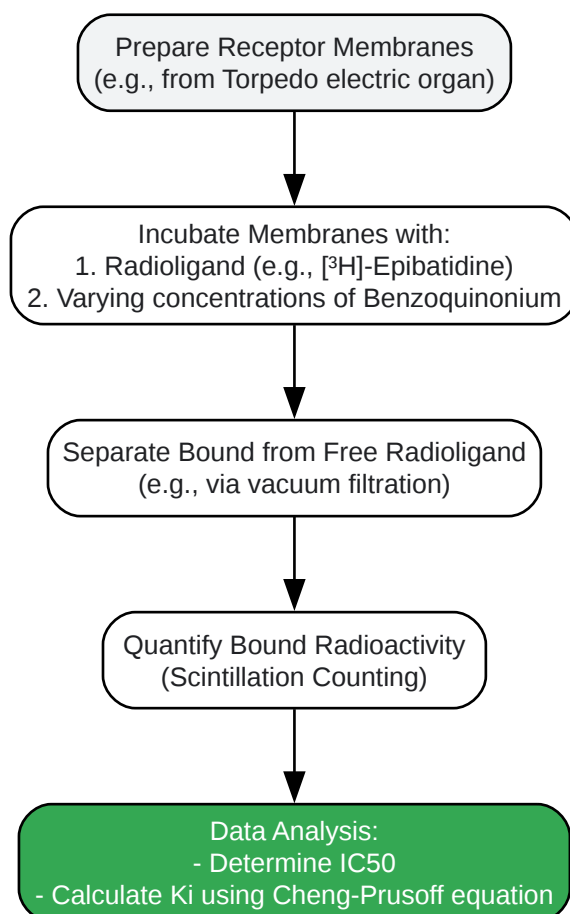 Prepare Receptor Membranes
(e.g., from Torpedo electric organ)
Incubate Membranes with:
1. Radioligand (e.g., [³H]-Epibatidine)
2. Varying concentrations of Benzoquinonium
Separate Bound from Free Radioligand
(e.g., via vacuum filtration)
Quantify Bound Radioactivity
(Scintillation Counting)
Data Analysis:
- Determine IC50
- Calculate Ki using Cheng-Prusoff equation